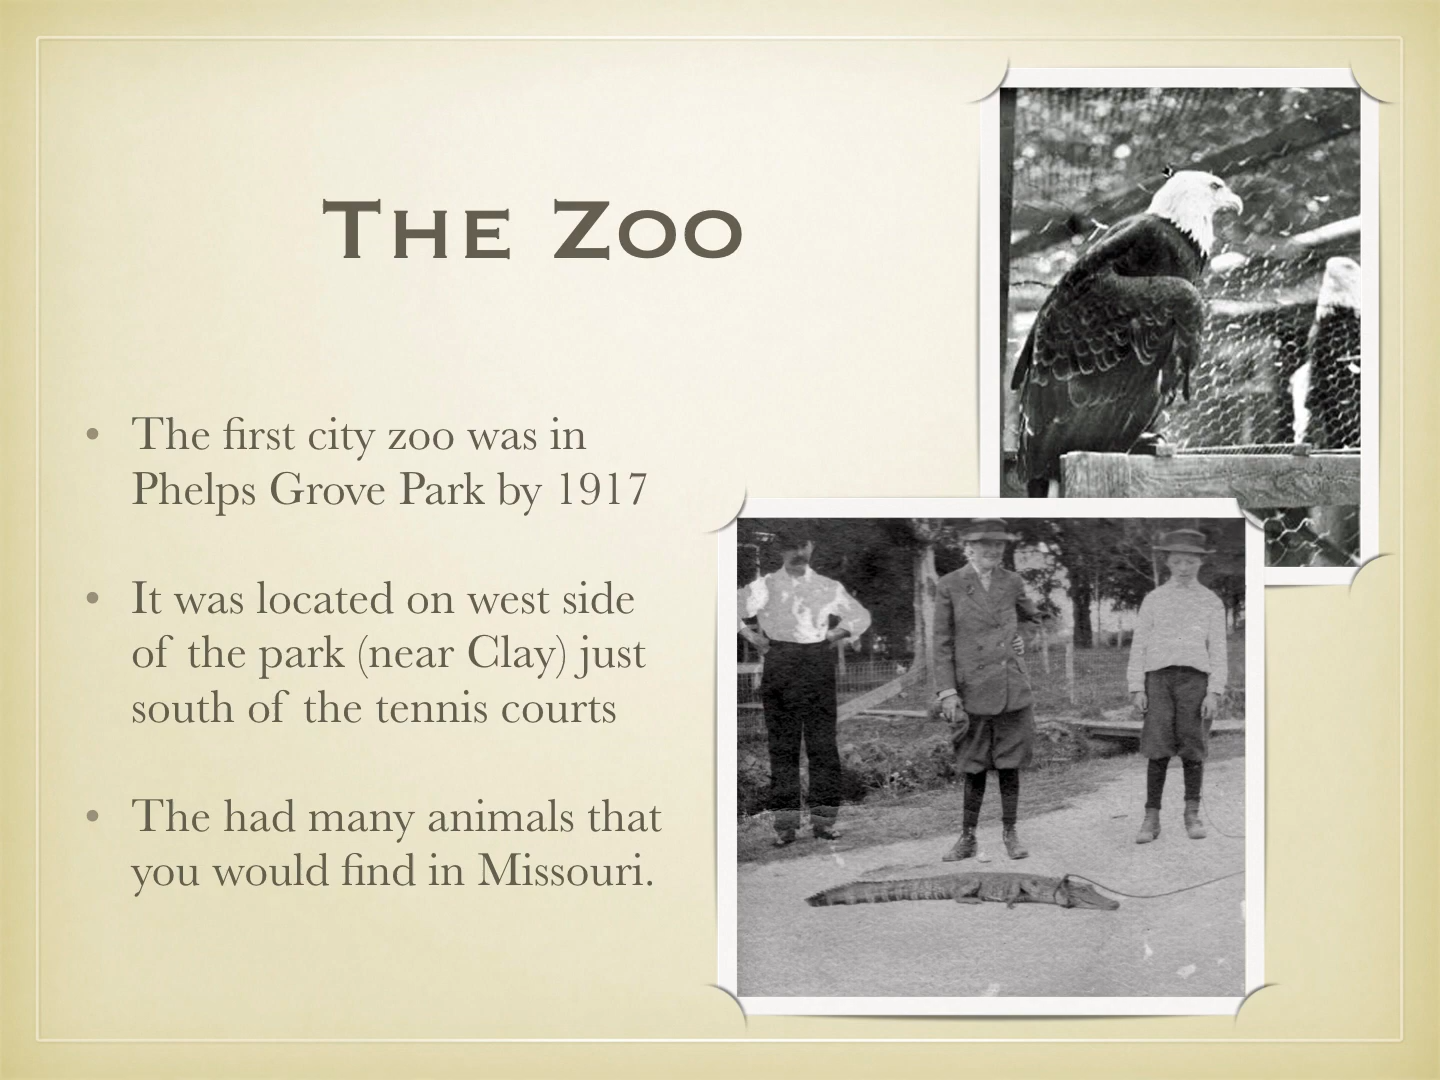 The Zoo
• The first city zoo was in
Phelps Grove Park by 1917
• It was located on west side
of the park (near Clay) just
south of the tennis courts
• The had many animals that
you would find in Missouri.